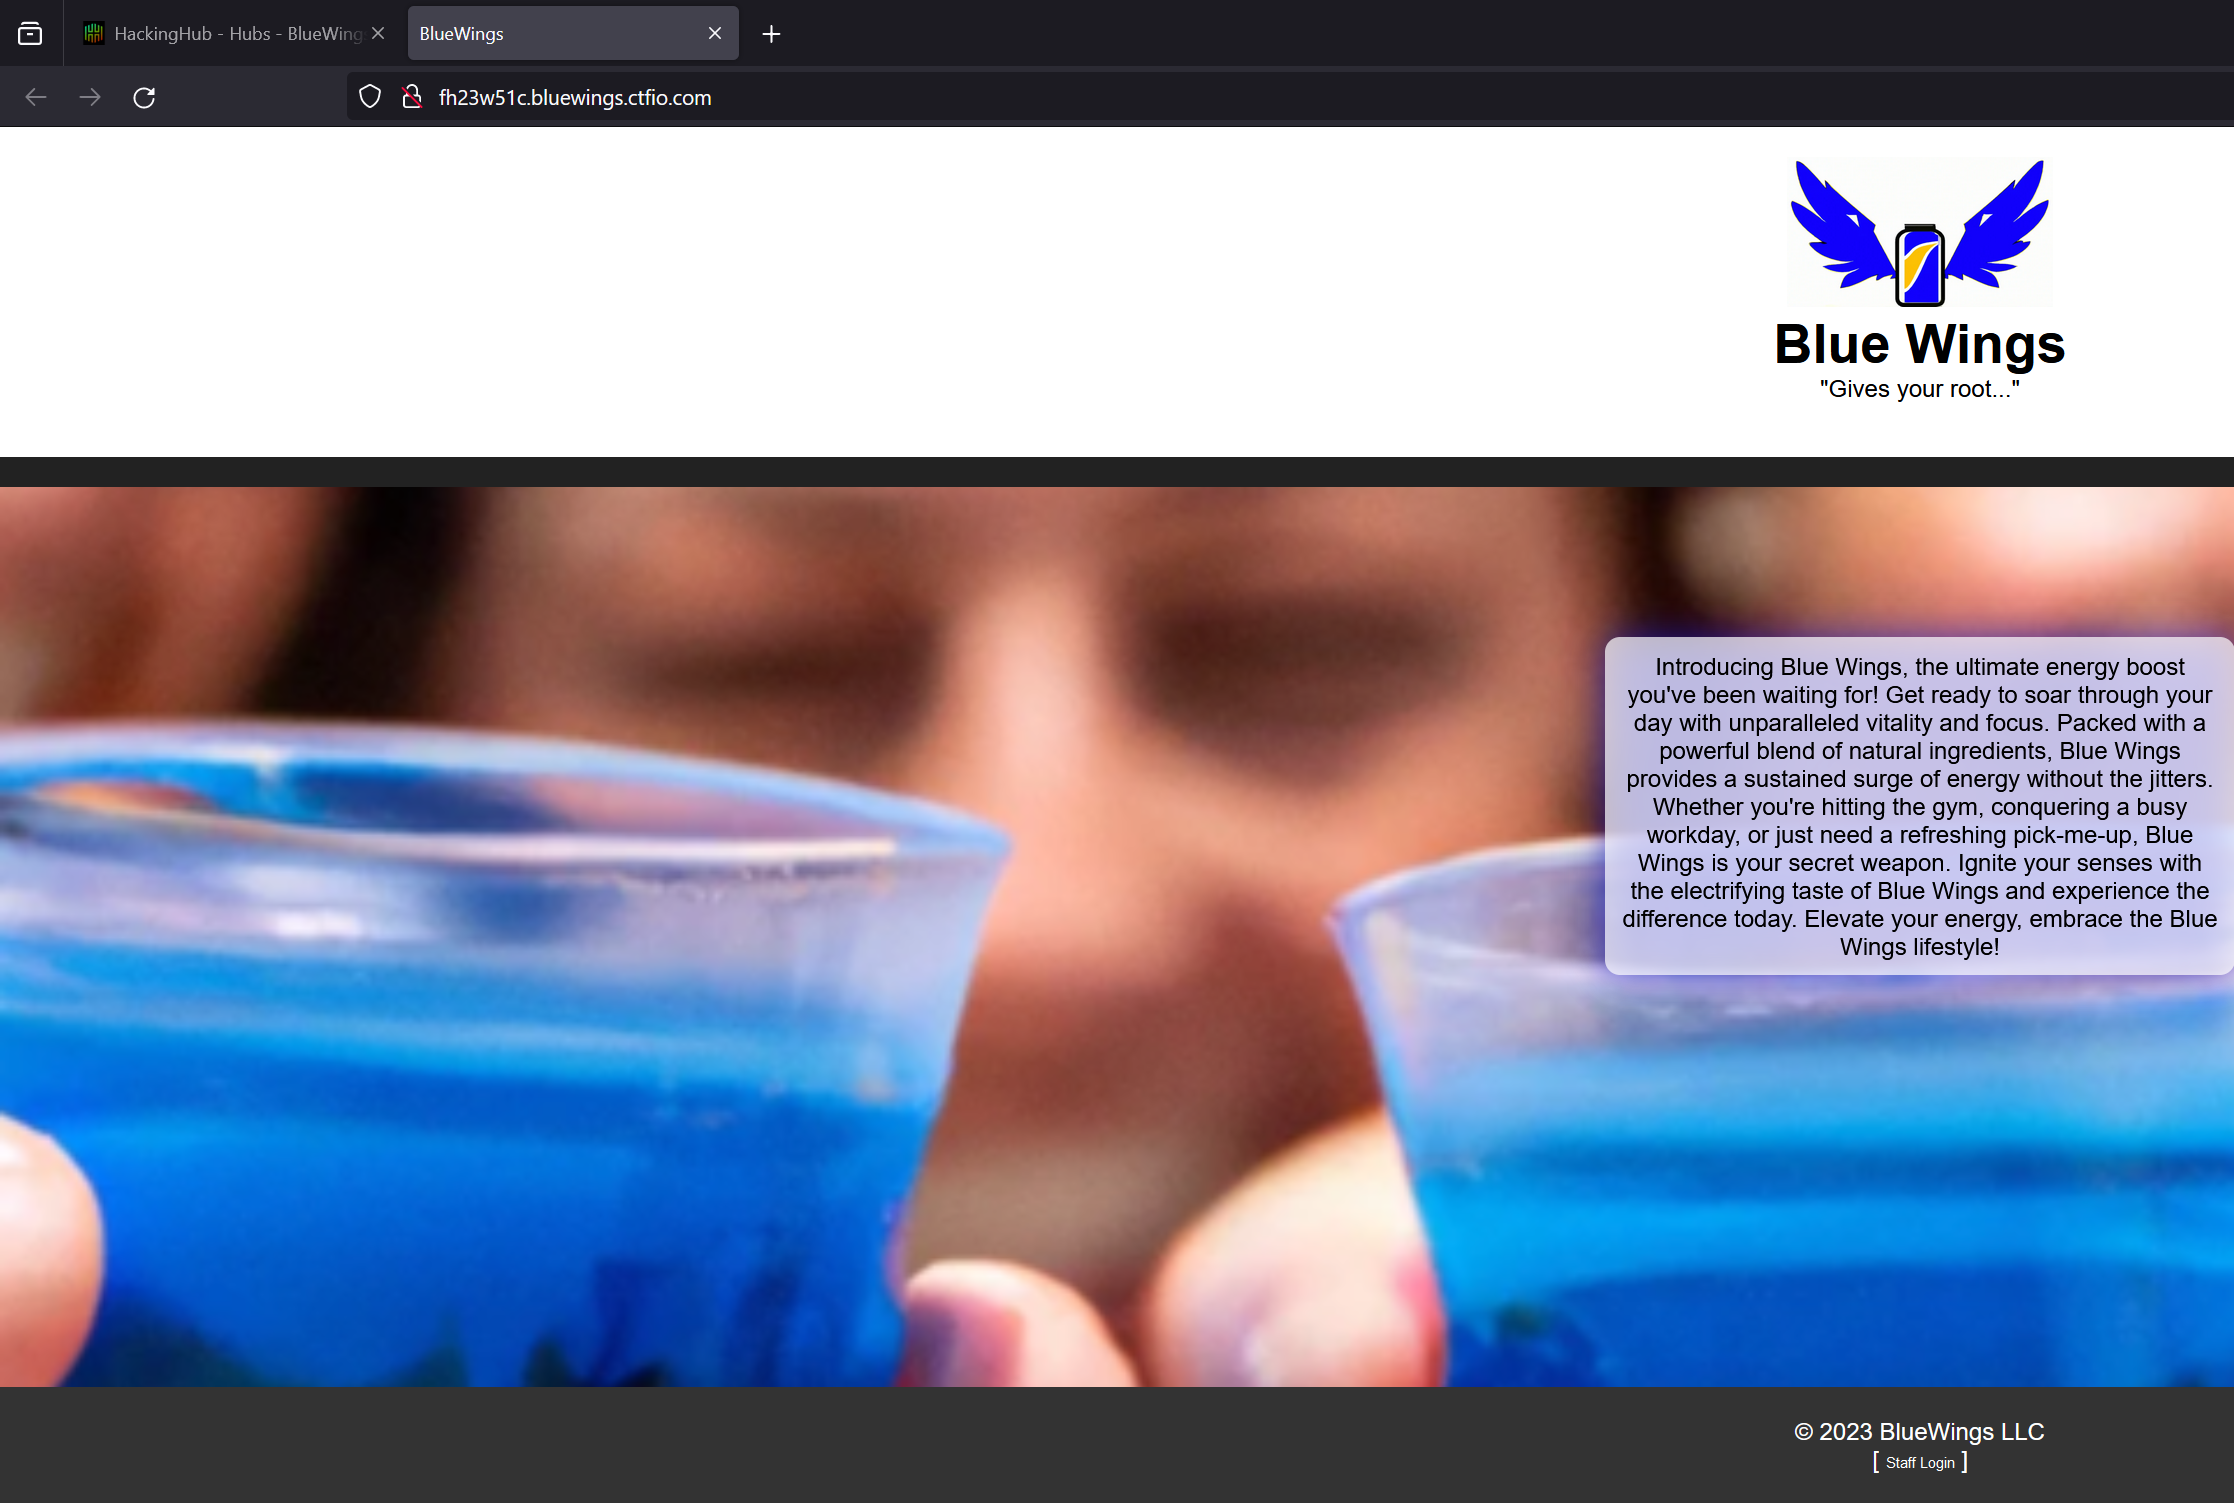 HackingHub - Hubs - BlueWing
BlueWings
fh23w51c.bluewings.ctfio.com
Blue Wings
"Gives your root..."
Introducing Blue Wings, the ultimate energy boost
you've been waiting for! Get ready to soar through your
day with unparalleled vitality and focus. Packed with a
powerful blend of natural ingredients, Blue Wings
provides a sustained surge of energy without the jitters.
Whether you're hitting the gym, conquering a busy
workday, or just need a refreshing pick-me-up, Blue
Wings is your secret weapon. Ignite your senses with
the electrifying taste of Blue Wings and experience the
difference today. Elevate your energy, embrace the Blue
Wings lifestyle!
© 2023 BlueWings LLC
[ Staff Login ]